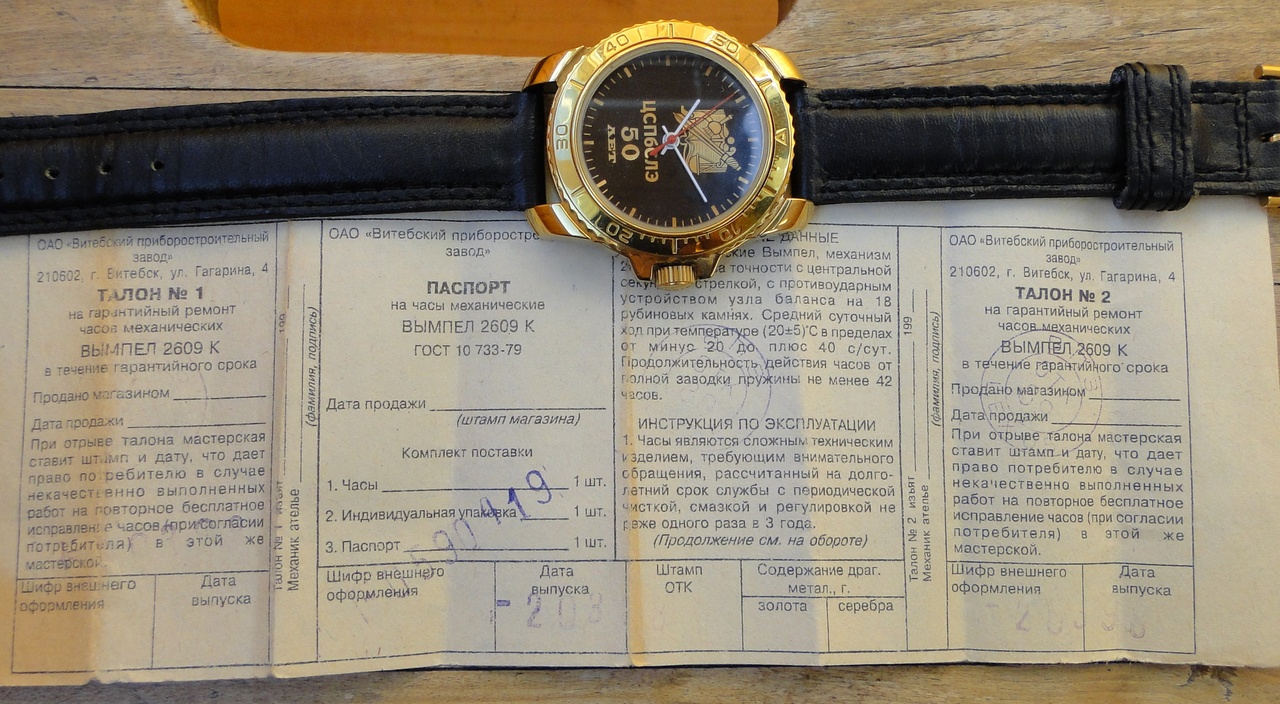 40
50
30
20
10
ЦСПбСЛЭ
50
ЛЕТ
ОАО «Витебский приборостроительный
завод»
210602, г. Витебск, ул. Гагарина, 4
ТАЛОН № 1
на гарантийный ремонт
часов механических
ВЫМПЕЛ 2609 К
в течение гарантийного срока
Продано магазином
Дата продажи
При отрыве талона мастерская
ставит штамп и дату, что дает
право потребителю в случае
некачественно выполненных
работ на повторное бесплатное
исправление часов (при согласии
потребителя) в этой же
мастерской.
Шифр внешнего
оформления
Дата
выпуска
Талон № 1 изъят 199
Механик ателье
(фамилия, подпись)
ОАО «Витебский приборостро
завод»
ПАСПОРТ
на часы механические
ВЫМПЕЛ 2609 К
ГОСТ 10 733-79
Дата продажи
(штамп магазина)
Комплект поставки
1. Часы 1 шт.
2. Индивидуальная упаковка 1 шт.
3. Паспорт 1 шт.
Шифр внешнего
оформления
Дата
выпуска
Штамп
ОТК
Содержание драг.
метал., г.
золота
серебра
ДАННЫЕ
Вымпел, механизм
точности с центральной
стрелкой, с противоударным
устройством узла баланса на 18
рубиновых камнях. Средний суточный
ход при температуре (20±5)°С в пределах
от минус 20 до плюс 40 с/сут.
Продолжительность действия часов от
полной заводки пружины не менее 42
часов.
ИНСТРУКЦИЯ ПО ЭКСПЛУАТАЦИИ
1. Часы являются сложным техническим
изделием, требующим внимательного
обращения, рассчитанный на долго-
летний срок службы с периодической
чисткой, смазкой и регулировкой не
реже одного раза в 3 года.
(Продолжение см. на обороте)
Талон № 2 изъят 199
Механик ателье
(фамилия, подпись)
ОАО «Витебский приборостроительный
завод»
210602, г. Витебск, ул. Гагарина, 4
ТАЛОН № 2
на гарантийный ремонт
часов механических
ВЫМПЕЛ 2609 К
в течение гарантийного срока
Продано магазином
Дата продажи
При отрыве талона мастерская
ставит штамп и дату, что дает
право потребителю в случае
некачественно выполненных
работ на повторное бесплатное
исправление часов (при согласии
потребителя) в этой же
мастерской.
Шифр внешнего
оформления
Дата
выпуска